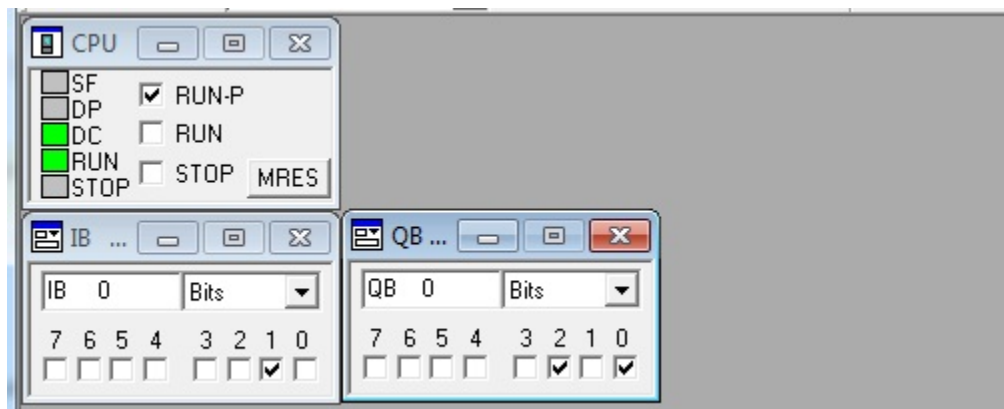 CPU
SF
DP
DC
RUN
STOP
RUN-P
RUN
STOP
MRES
IB ...
IB 0
Bits
7 6 5 4 3 2 1 0
QB ...
QB 0
Bits
7 6 5 4 3 2 1 0